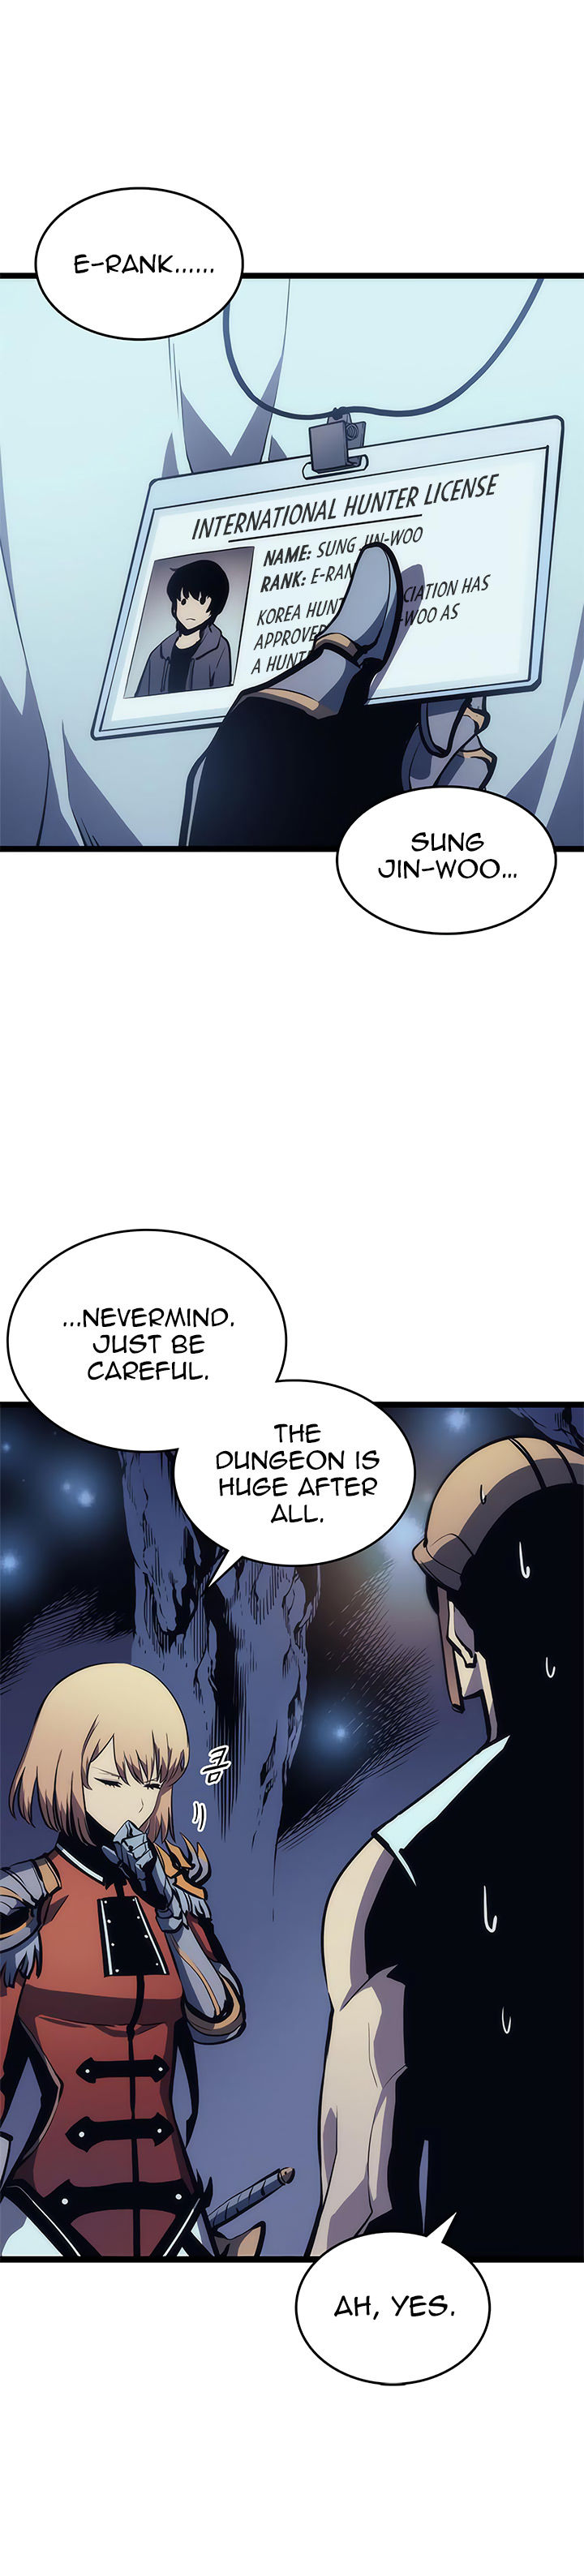 E-RANK......
INTERNATIONAL HUNTER LICENSE
NAME: SUNG JIN-WOO
RANK: E-RAN
KOREA HUNT CIATION HAS
APPROVED -WOO AS
A HUNT
SUNG
JIN-WOO...
...NEVERMIND.
JUST BE
CAREFUL.
THE
DUNGEON IS
HUGE AFTER
ALL.
큼
AH, YES.